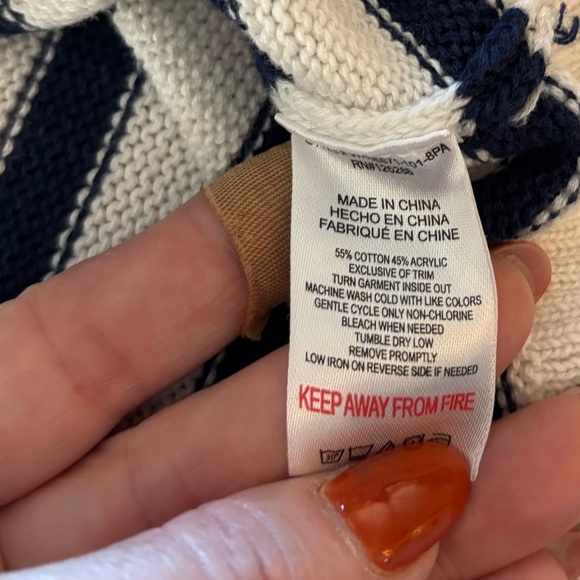 RN#126286
MADE IN CHINA
HECHO EN CHINA
FABRIQUÉ EN CHINE
55% COTTON 45% ACRYLIC
EXCLUSIVE OF TRIM
TURN GARMENT INSIDE OUT
MACHINE WASH COLD WITH LIKE COLORS
GENTLE CYCLE ONLY NON-CHLORINE
BLEACH WHEN NEEDED
TUMBLE DRY LOW
REMOVE PROMPTLY
LOW IRON ON REVERSE SIDE IF NEEDED
KEEP AWAY FROM FIRE